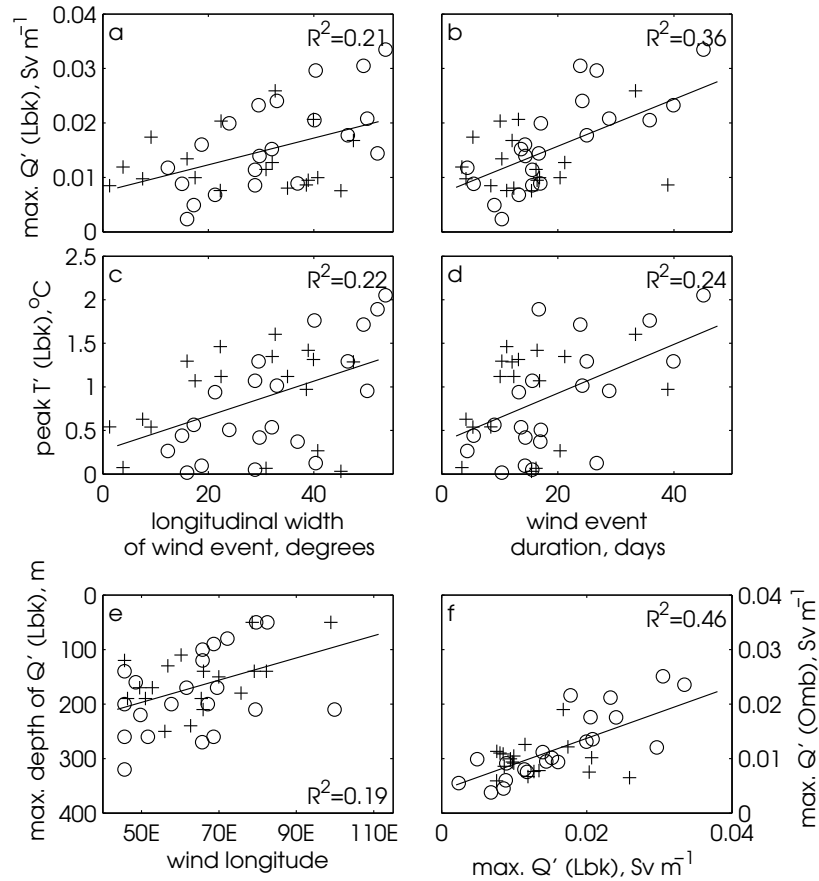 0.04
0.03
0.02
0.01
0
max. Q′ (Lbk), Sv m⁻¹
a
R²=0.21
b
R²=0.36
2.5
2
1.5
1
0.5
0
peak T′ (Lbk), °C
c
R²=0.22
0 20 40
longitudinal width
of wind event, degrees
d
R²=0.24
0 20 40
wind event
duration, days
0
100
200
300
400
max. depth of Q′ (Lbk), m
e
R²=0.19
50E 70E 90E 110E
wind longitude
f
R²=0.46
0 0.02 0.04
max. Q′ (Lbk), Sv m⁻¹
0.04
0.03
0.02
0.01
0
max. Q′ (Omb), Sv m⁻¹